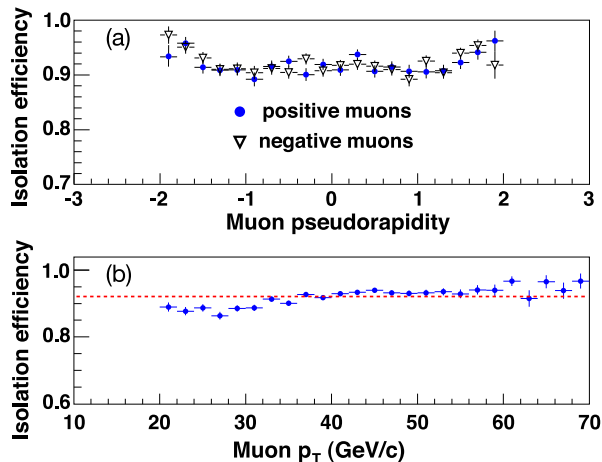 Isolation efficiency
1.0
0.9
0.8
0.7
(a)
positive muons
negative muons
-3 -2 -1 0 1 2 3
Muon pseudorapidity
Isolation efficiency
1.0
0.8
0.6
(b)
10 20 30 40 50 60 70
Muon pT (GeV/c)